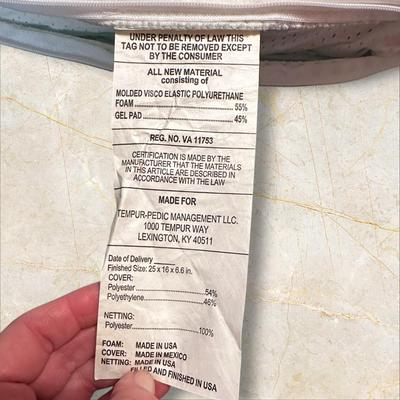 UNDER PENALTY OF LAW THIS
TAG NOT TO BE REMOVED EXCEPT
BY THE CONSUMER
ALL NEW MATERIAL
consisting of
MOLDED VISCO ELASTIC POLYURETHANE
FOAM 55%
GEL PAD 45%
REG. NO. VA 11753
CERTIFICATION IS MADE BY THE
MANUFACTURER THAT THE MATERIALS
IN THIS ARTICLE ARE DESCRIBED IN
ACCORDANCE WITH THE LAW
MADE FOR
TEMPUR-PEDIC MANAGEMENT LLC.
1000 TEMPUR WAY
LEXINGTON, KY 40511
Date of Delivery
Finished Size: 25 x 16 x 6.6 in.
COVER:
Polyester 54%
Polyethylene 46%
NETTING:
Polyester 100%
FOAM: MADE IN USA
COVER: MADE IN MEXICO
NETTING: MADE IN USA
FILLED AND FINISHED IN USA